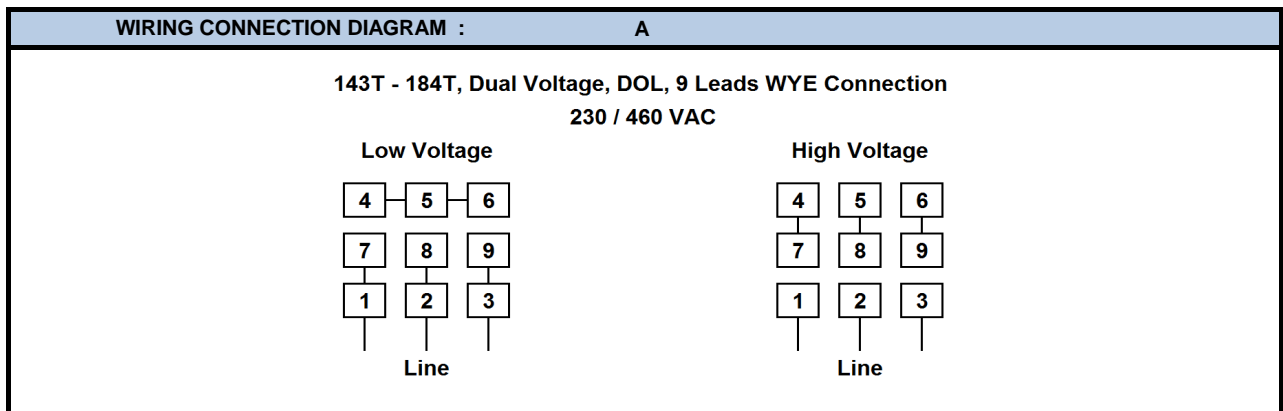 WIRING CONNECTION DIAGRAM : A
143T - 184T, Dual Voltage, DOL, 9 Leads WYE Connection
230 / 460 VAC
Low Voltage High Voltage
4 5 6 4 5 6
7 8 9 7 8 9
1 2 3 1 2 3
Line Line